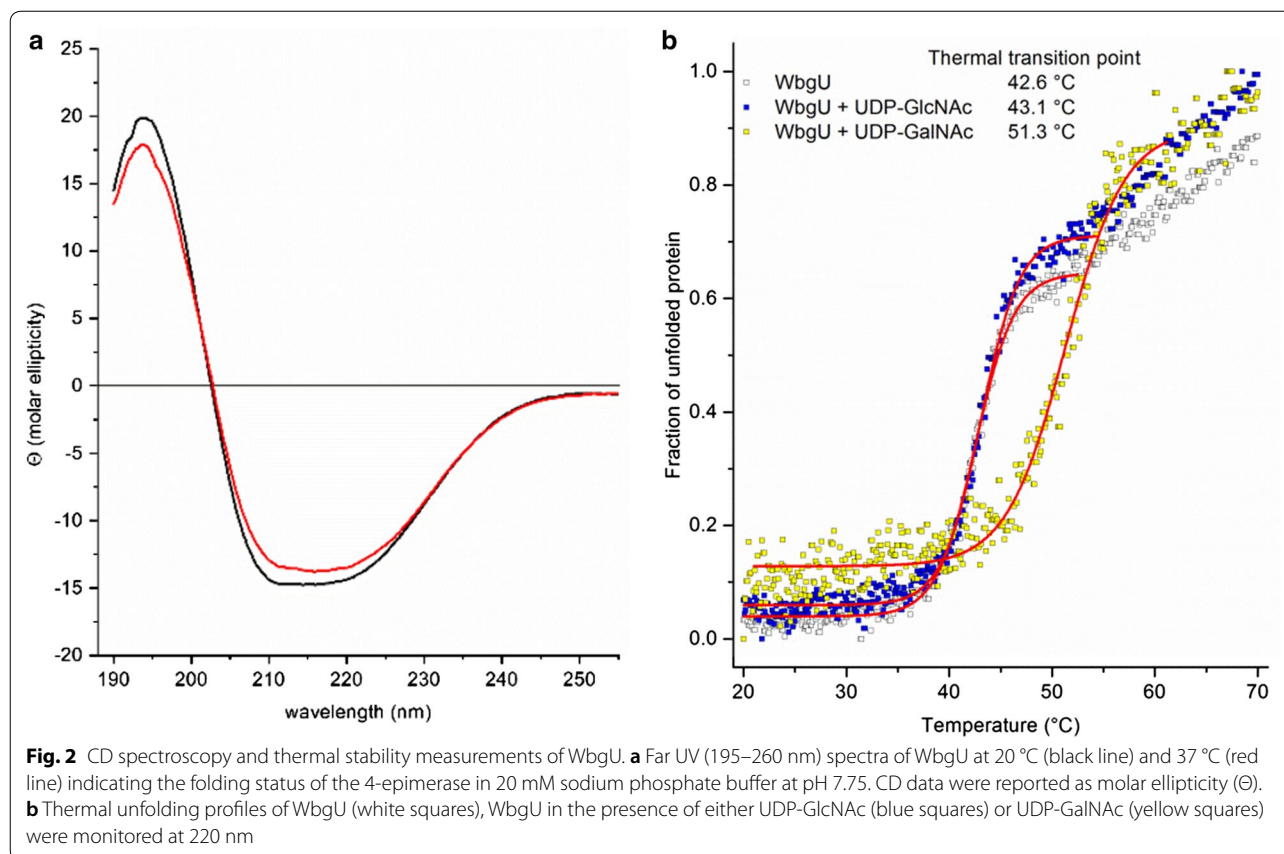 a
25
20
15
10
5
0
-5
-10
-15
-20
Θ (molar ellipticity)
190 200 210 220 230 240 250
wavelength (nm)
b
Thermal transition point
WbgU 42.6 °C
WbgU + UDP-GlcNAc 43.1 °C
WbgU + UDP-GalNAc 51.3 °C
1.0
0.8
0.6
0.4
0.2
0.0
Fraction of unfolded protein
20 30 40 50 60 70
Temperature (°C)
Fig. 2 CD spectroscopy and thermal stability measurements of WbgU. a Far UV (195–260 nm) spectra of WbgU at 20 °C (black line) and 37 °C (red
line) indicating the folding status of the 4-epimerase in 20 mM sodium phosphate buffer at pH 7.75. CD data were reported as molar ellipticity (Θ).
b Thermal unfolding profiles of WbgU (white squares), WbgU in the presence of either UDP-GlcNAc (blue squares) or UDP-GalNAc (yellow squares)
were monitored at 220 nm